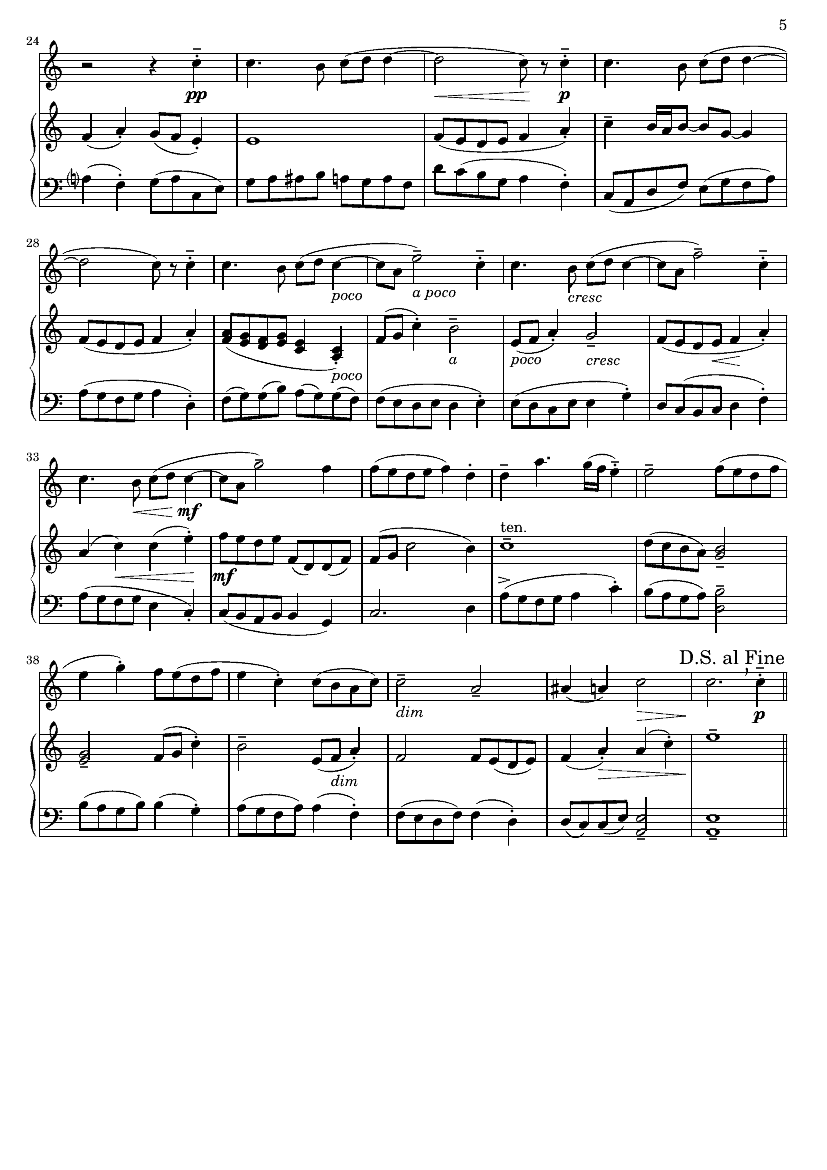 5
24
pp
p
28
poco
a poco
cresc
poco
a
poco
cresc
33
mf
mf
ten.
D.S. al Fine
38
dim
p
dim